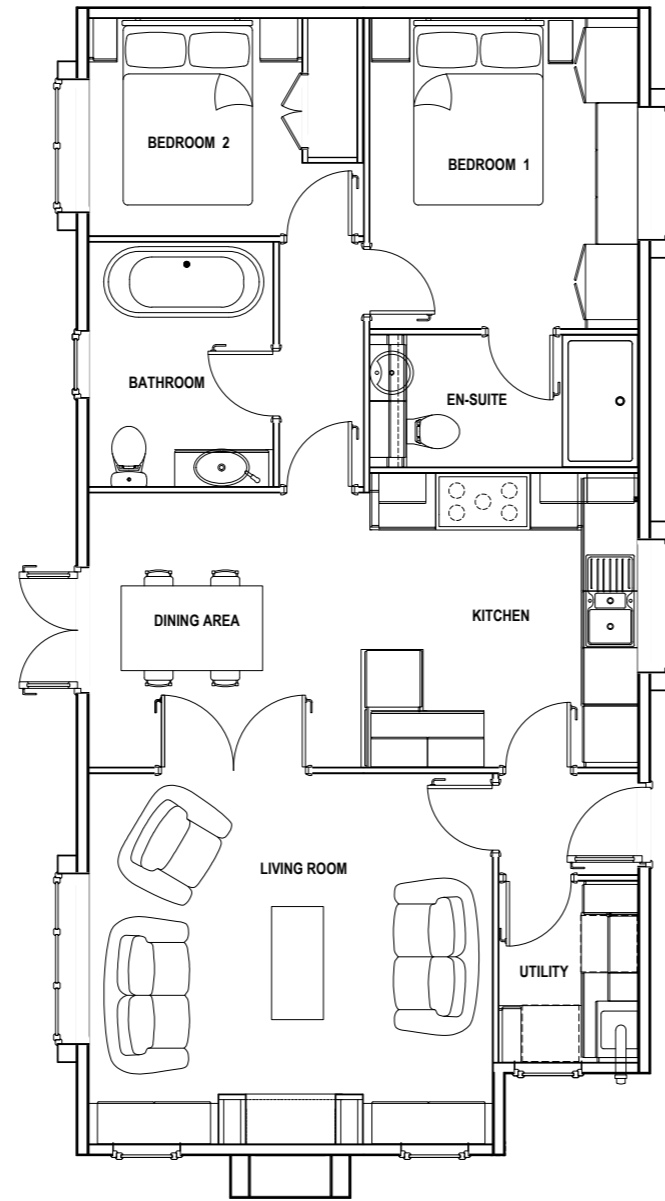 BEDROOM 2
BEDROOM 1
BATHROOM
EN-SUITE
DINING AREA
KITCHEN
LIVING ROOM
UTILITY